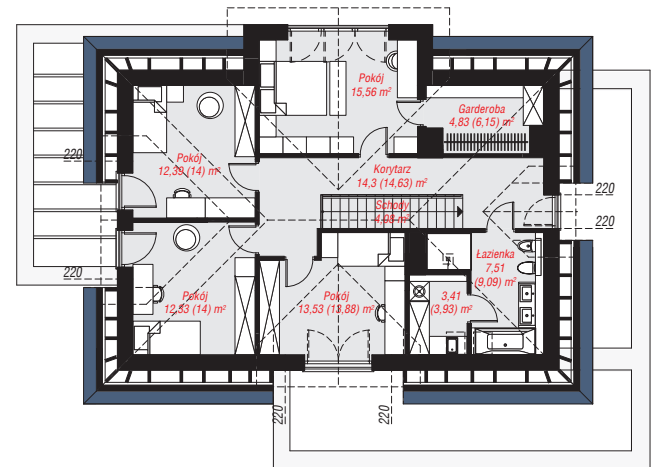 Pokój
15,56 m²
Garderoba
4,83 (6,15) m²
220
Pokój
12,39 (14) m²
Korytarz
14,3 (14,63) m²
220
Schody
4,98 m²
220
220
Pokój
12,53 (14) m²
Pokój
13,53 (13,88) m²
Łazienka
7,51
(9,09) m²
3,41
(3,93) m²
220
220